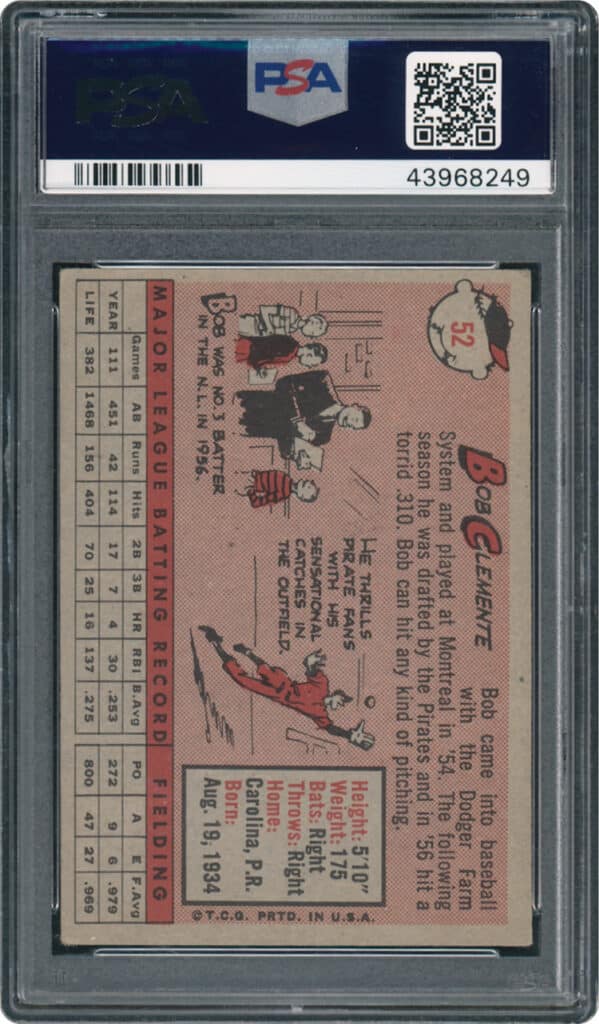 PSA
PSA
43968249
52
BOB CLEMENTE
Bob came into baseball
with the Dodger Farm
System and played at Montreal in '54. The following
season he was drafted by the Pirates and in '56 hit a
torrid .310. Bob can hit any kind of pitching.
BOB WAS NO. 3 BATTER
IN THE N.L. IN 1956.
HE THRILLS
PIRATE FANS
WITH HIS
SENSATIONAL
CATCHES IN
THE OUTFIELD.
Height: 5'10"
Weight: 175
Bats: Right
Throws: Right
Home:
Carolina, P.R.
Born:
Aug. 19, 1934
©T.C.G. PRTD. IN U.S.A.
MAJOR LEAGUE BATTING RECORD FIELDING
Games AB Runs Hits 2B 3B HR RBI B.Avg PO A E F.Avg
YEAR 111 451 42 114 17 7 4 30 .253 272 9 6 .979
LIFE 382 1468 156 404 70 25 16 137 .275 800 47 27 .969